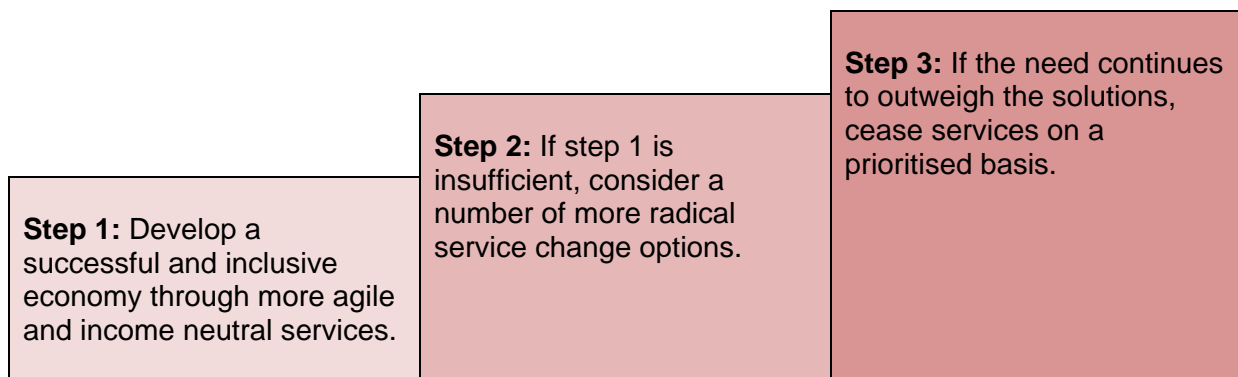 Step 1: Develop a
successful and inclusive
economy through more agile
and income neutral services.
Step 2: If step 1 is
insufficient, consider a
number of more radical
service change options.
Step 3: If the need continues
to outweigh the solutions,
cease services on a
prioritised basis.